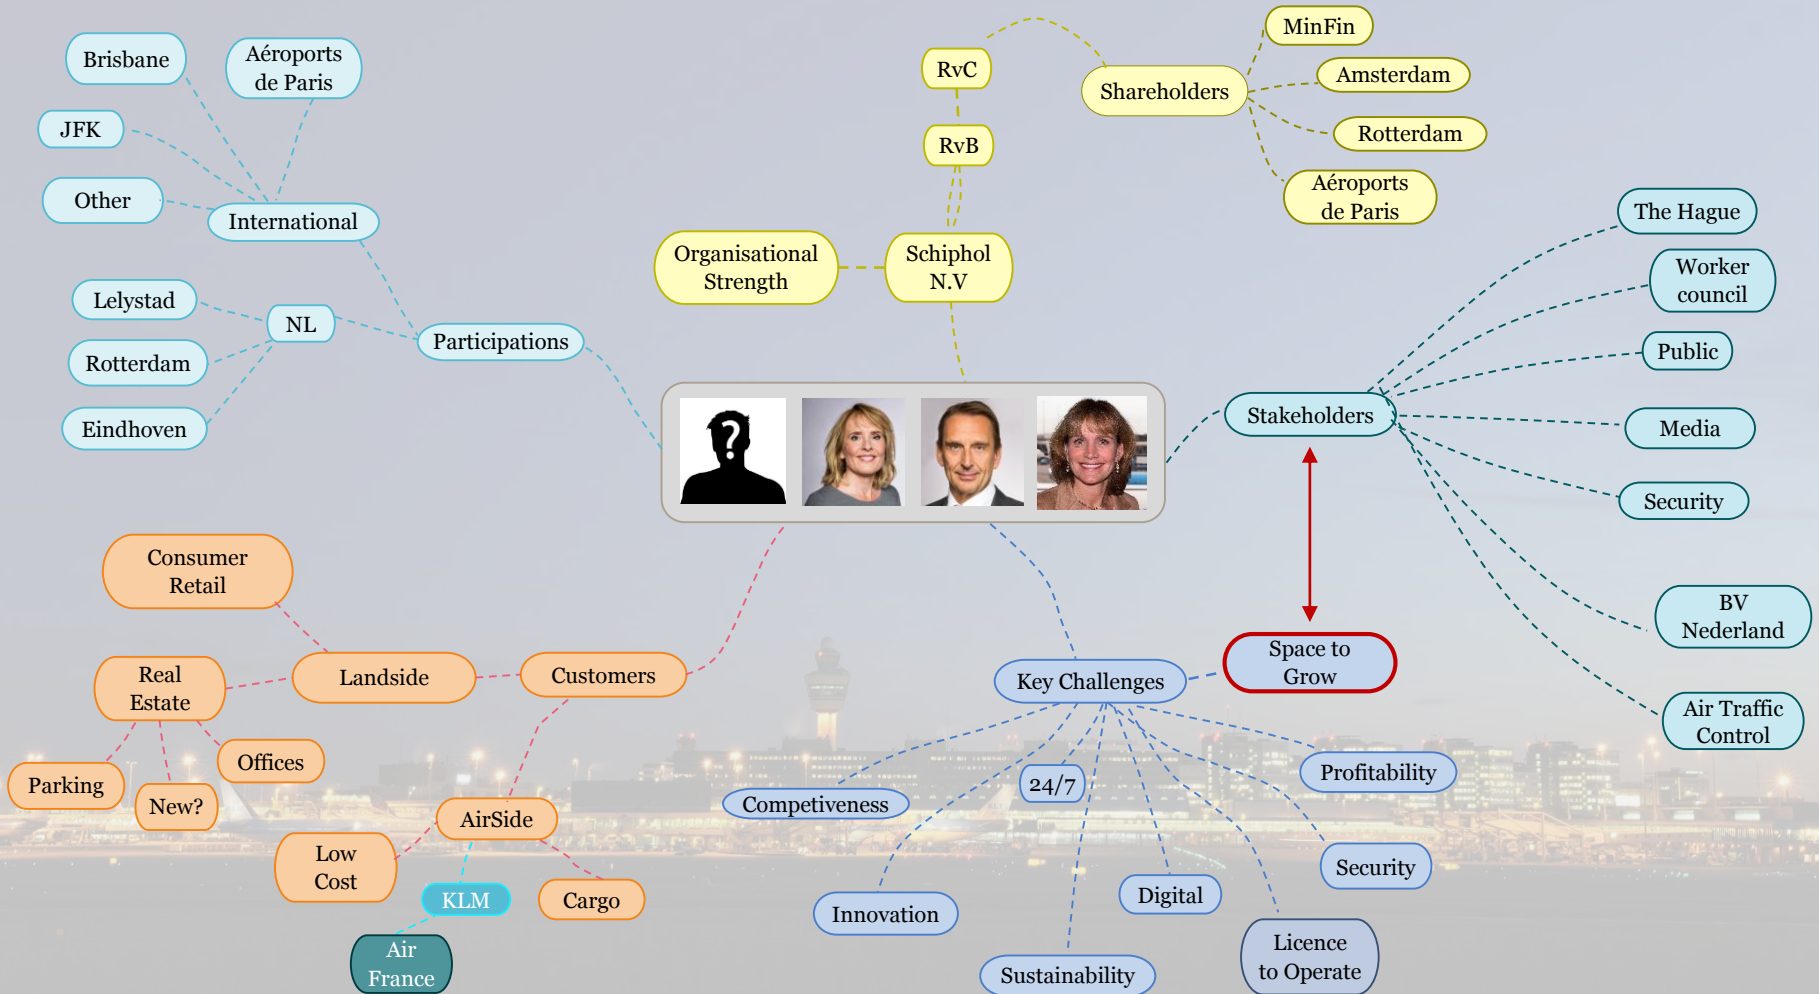 Brisbane
Aéroports
de Paris
JFK
Other
International
Lelystad
NL
Rotterdam
Eindhoven
Participations
RvC
RvB
Shareholders
MinFin
Amsterdam
Rotterdam
Aéroports
de Paris
Organisational
Strength
Schiphol
N.V
The Hague
Worker
council
Public
Stakeholders
Media
Security
BV
Nederland
Air Traffic
Control
?
Consumer
Retail
Real
Estate
Landside
Customers
Parking
New?
Offices
AirSide
Low
Cost
KLM
Cargo
Air
France
Key Challenges
Space to
Grow
Competiveness
24/7
Profitability
Innovation
Digital
Security
Sustainability
Licence
to Operate